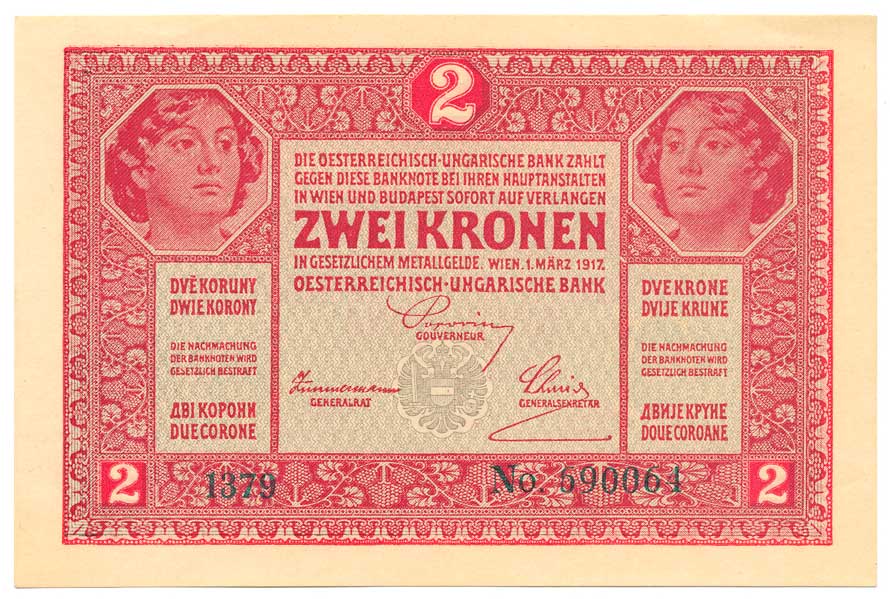 2
DIE OESTERREICHISCH-UNGARISCHE BANK ZAHLT
GEGEN DIESE BANKNOTE BEI IHREN HAUPTANSTALTEN
IN WIEN UND BUDAPEST SOFORT AUF VERLANGEN
ZWEI KRONEN
IN GESETZLICHEM METALLGELDE. WIEN, 1. MÄRZ 1917.
OESTERREICHISCH-UNGARISCHE BANK
Popovics
GOUVERNEUR
Zimmermann
GENERALRAT
GENERALSEKRETÄR
DVĚ KORUNY
DWIE KORONY
DIE NACHMACHUNG
DER BANKNOTEN WIRD
GESETZLICH BESTRAFT
ДВІ КОРОНИ
DUE CORONE
DVE KRONE
DVIJE KRUNE
DIE NACHMACHUNG
DER BANKNOTEN WIRD
GESETZLICH BESTRAFT
ДВИЈЕ КРУНЕ
DOUE COROANE
2
1379
No. 590064
2